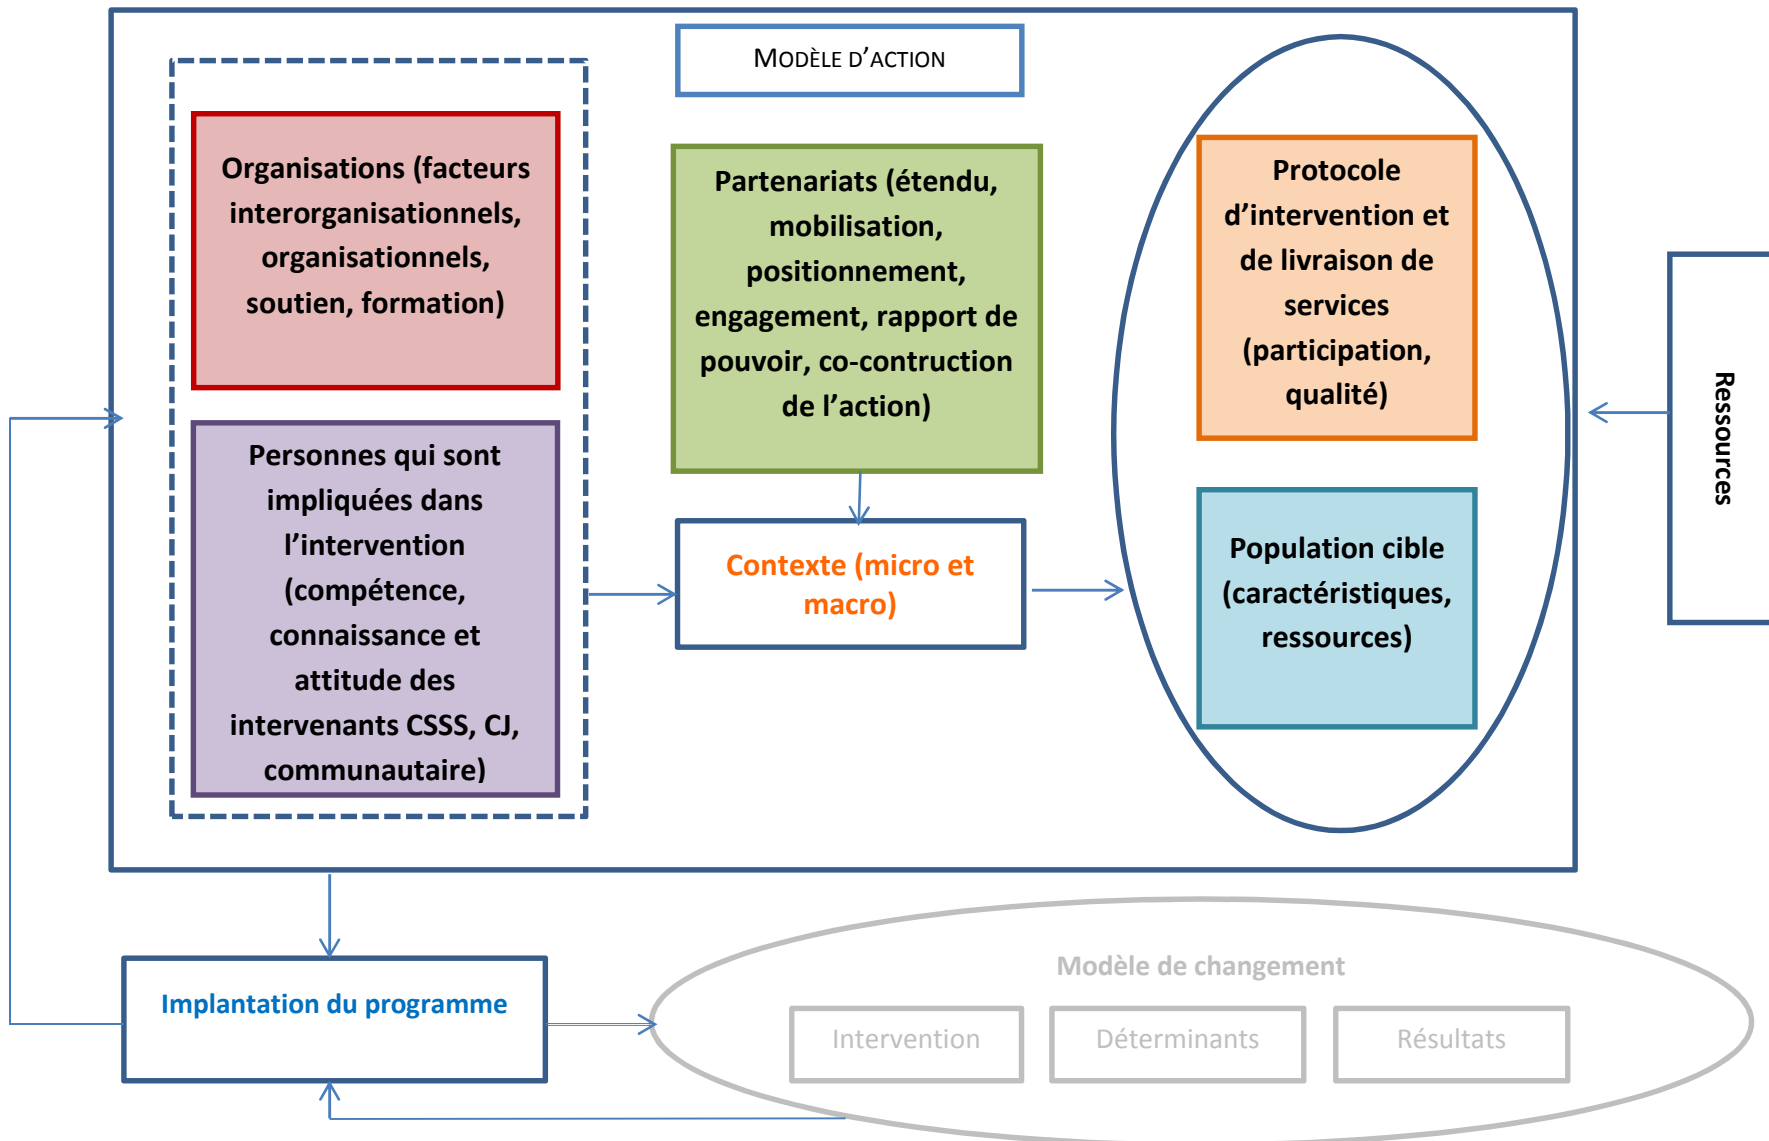 MODÈLE D'ACTION
Organisations (facteurs
interorganisationnels,
organisationnels,
soutien, formation)
Personnes qui sont
impliquées dans
l'intervention
(compétence,
connaissance et
attitude des
intervenants CSSS, CJ,
communautaire)
Partenariats (étendu,
mobilisation,
positionnement,
engagement, rapport de
pouvoir, co-contruction
de l'action)
Contexte (micro et
macro)
Protocole
d'intervention et
de livraison de
services
(participation,
qualité)
Population cible
(caractéristiques,
ressources)
Ressources
Implantation du programme
Modèle de changement
Intervention
Déterminants
Résultats